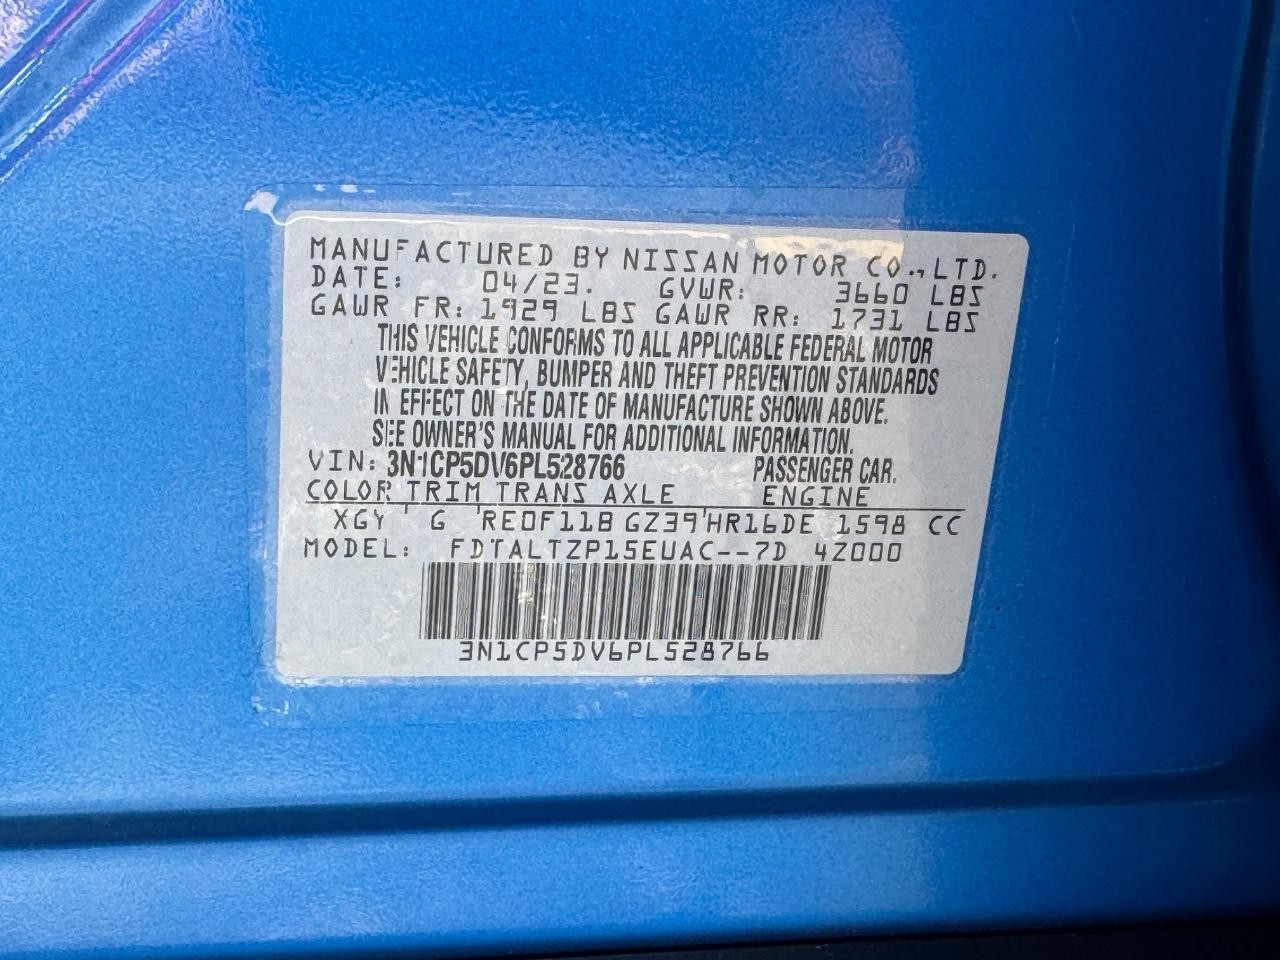 MANUFACTURED BY NISSAN MOTOR CO., LTD.
DATE: 04/23. GVWR: 3660 LBS
GAWR FR: 1929 LBS GAWR RR: 1731 LBS
THIS VEHICLE CONFORMS TO ALL APPLICABLE FEDERAL MOTOR
VEHICLE SAFETY, BUMPER AND THEFT PREVENTION STANDARDS
IN EFFECT ON THE DATE OF MANUFACTURE SHOWN ABOVE.
SEE OWNER'S MANUAL FOR ADDITIONAL INFORMATION.
VIN: 3N1CP5DV6PL528766 PASSENGER CAR.
COLOR TRIM TRANS AXLE ENGINE
XGY G RE0F11B GZ39 HR16DE 1598 CC
MODEL: FDTALTZP15EUAC--7D 4Z000
3N1CP5DV6PL528766